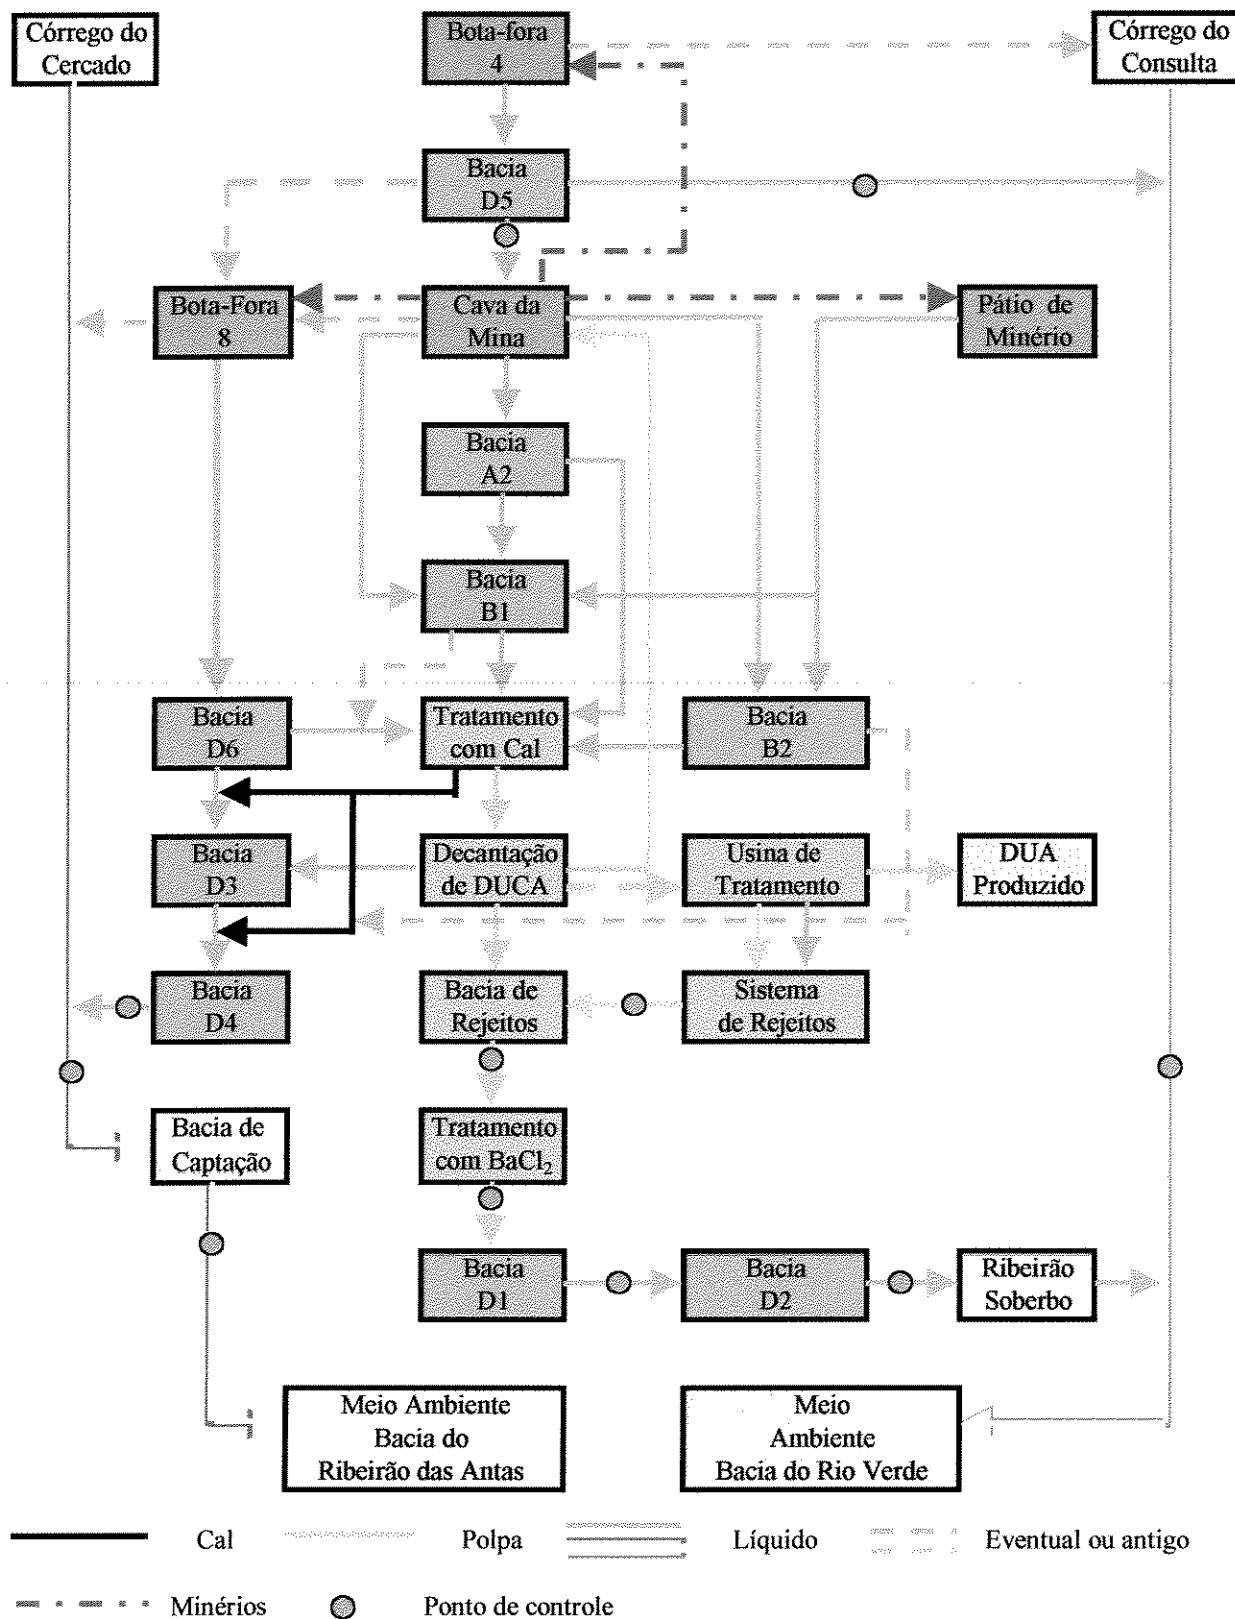 Córrego do
Cercado
Bota-fora
4
Córrego do
Consulta
Bacia
D5
Bota-Fora
8
Cava da
Mina
Pátio de
Minério
Bacia
A2
Bacia
B1
Bacia
D6
Tratamento
com Cal
Bacia
B2
Bacia
D3
Decantação
de DUCA
Usina de
Tratamento
DUA
Produzido
Bacia
D4
Bacia de
Rejeitos
Sistema
de Rejeitos
Bacia de
Captação
Tratamento
com BaCl₂
Bacia
D1
Bacia
D2
Ribeirão
Soberbo
Meio Ambiente
Bacia do
Ribeirão das Antas
Meio
Ambiente
Bacia do Rio Verde
Cal
Polpa
Líquido
Eventual ou antigo
Minérios
Ponto de controle